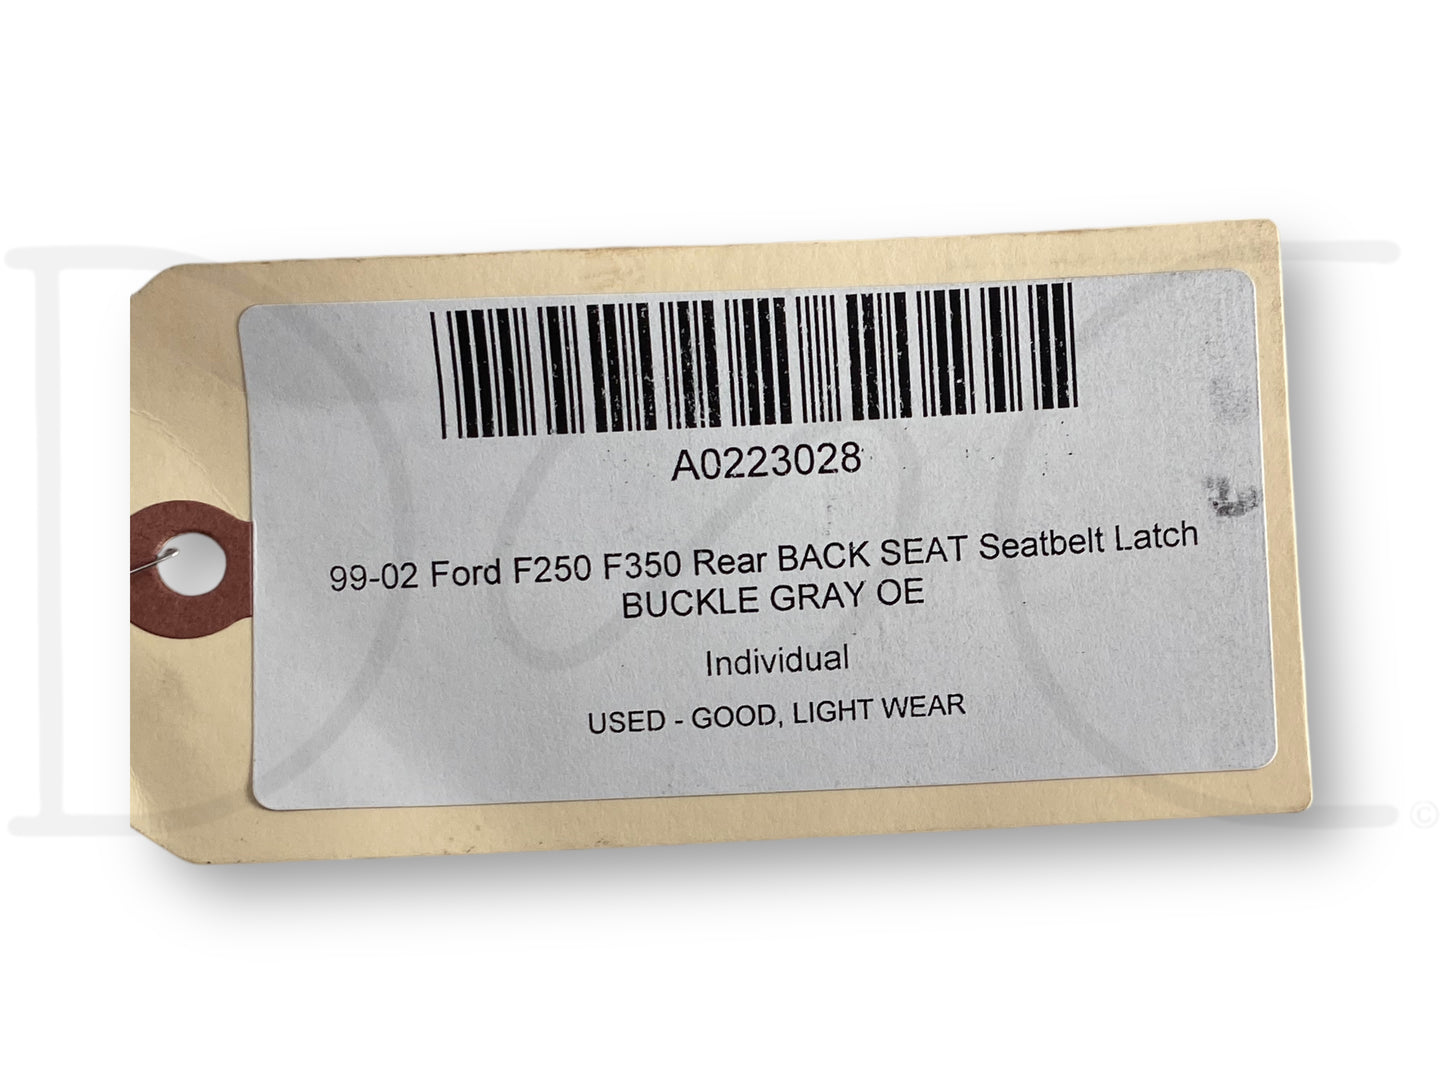 A0223028
99-02 Ford F250 F350 Rear BACK SEAT Seatbelt Latch
BUCKLE GRAY OE
Individual
USED - GOOD, LIGHT WEAR
©